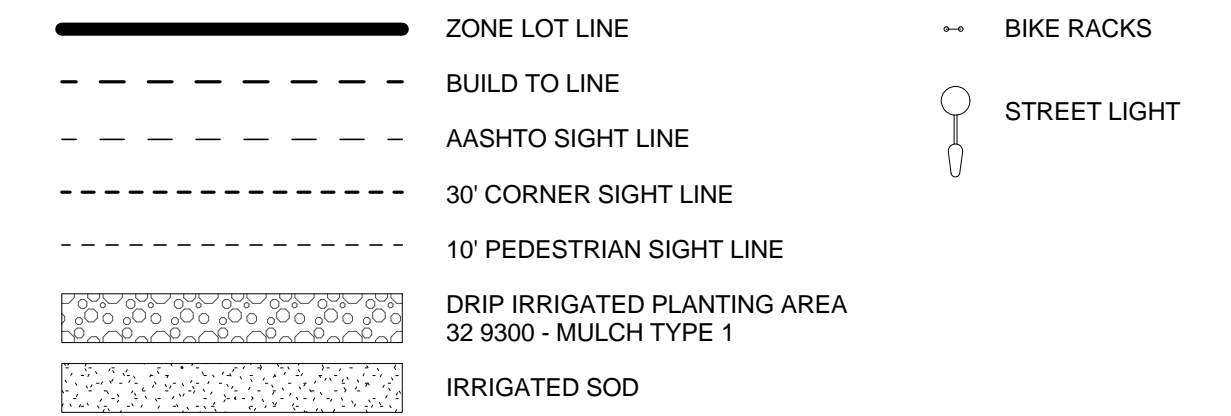 ZONE LOT LINE
BUILD TO LINE
AASHTO SIGHT LINE
30' CORNER SIGHT LINE
10' PEDESTRIAN SIGHT LINE
DRIP IRRIGATED PLANTING AREA
32 9300 - MULCH TYPE 1
IRRIGATED SOD
BIKE RACKS
STREET LIGHT